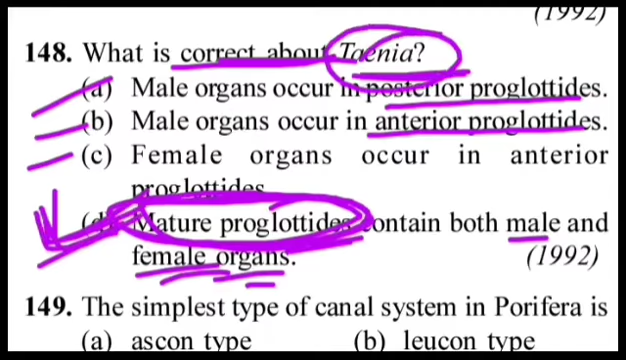 (1992)
148. What is correct about Taenia?
(a) Male organs occur in posterior proglottides.
(b) Male organs occur in anterior proglottides.
(c) Female organs occur in anterior
proglottides
(d) Mature proglottides contain both male and
female organs.
(1992)
149. The simplest type of canal system in Porifera is
(a) ascon type (b) leucon type